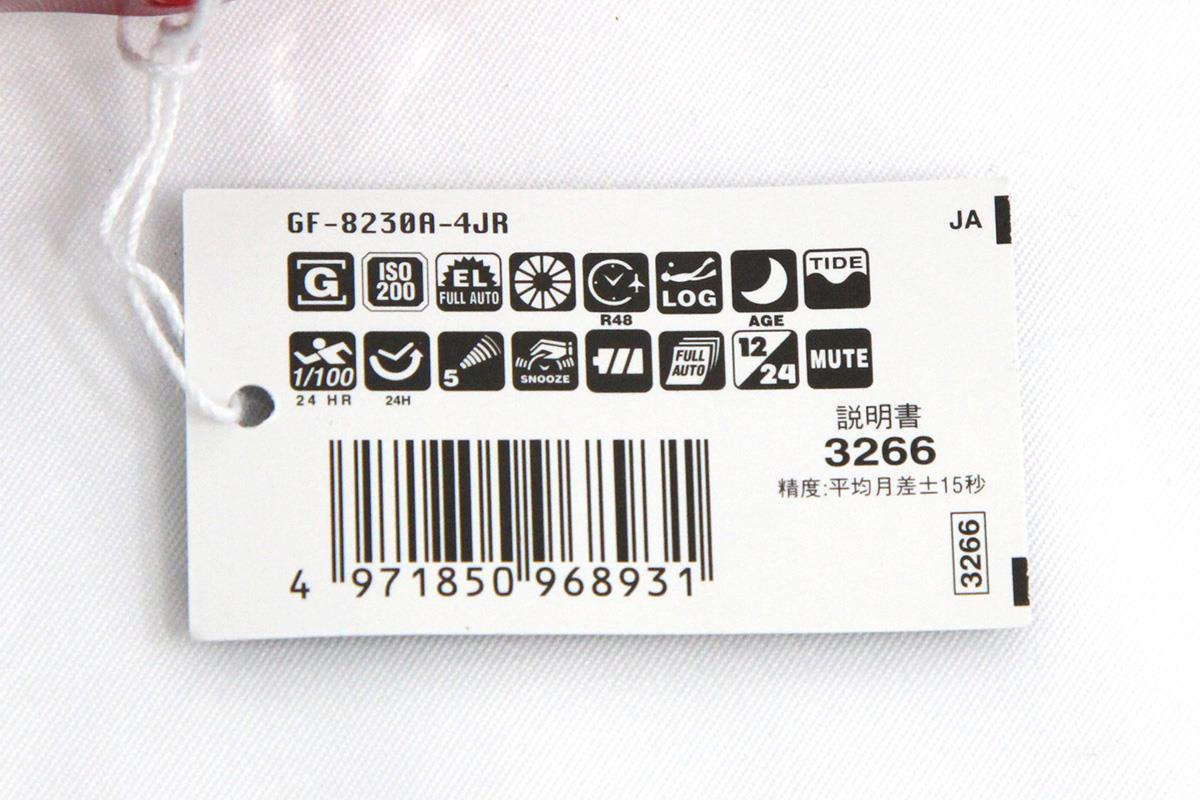 GF-8230A-4JR
JA
G
ISO 200
EL FULL AUTO
R48
LOG
AGE
TIDE
1/100
24 HR
24H
5
SNOOZE
FULL AUTO
12/24
MUTE
説明書
3266
精度:平均月差±15秒
3266
4 971850 968931